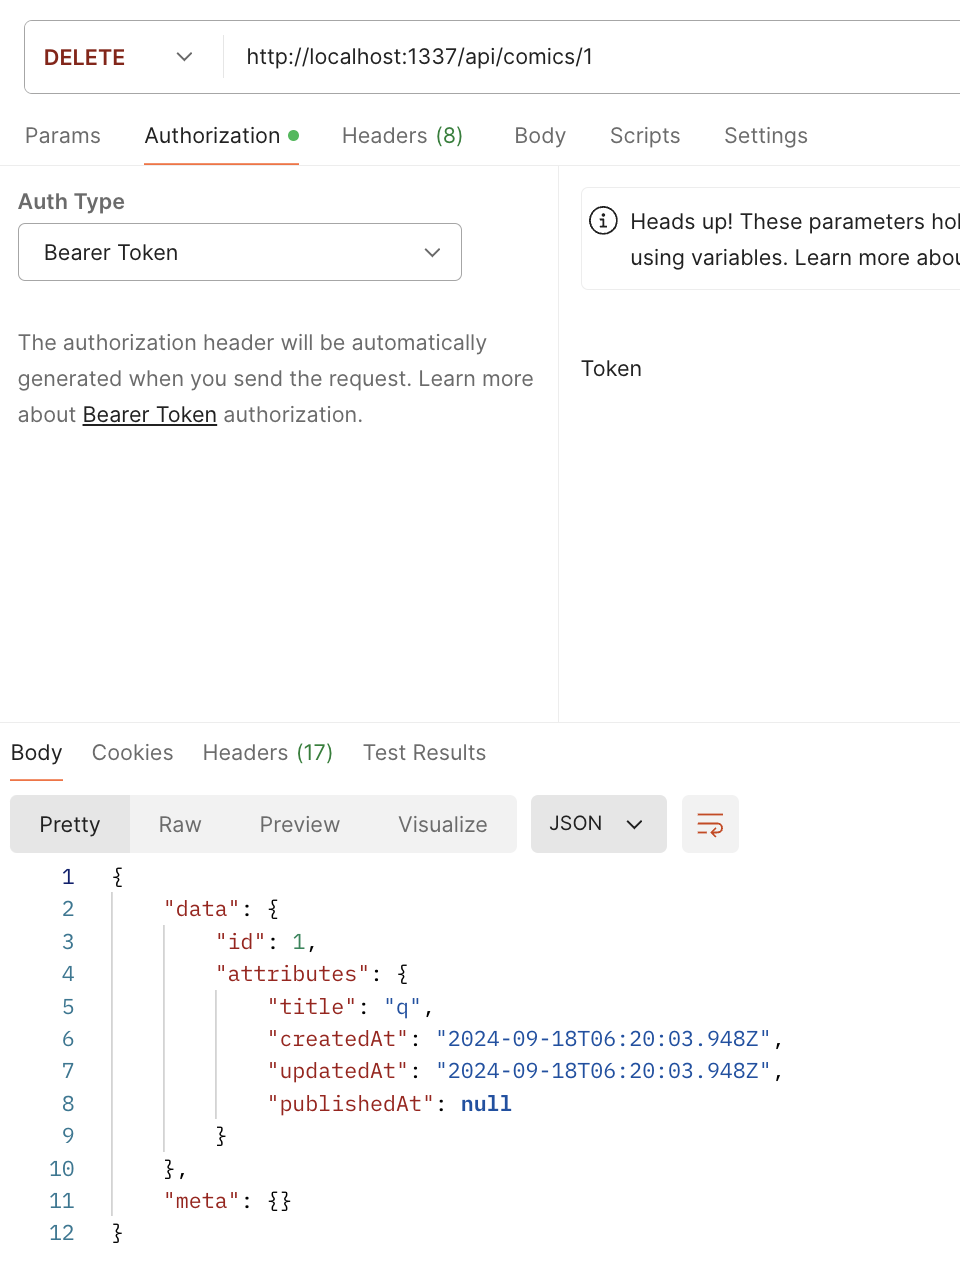 DELETE http://localhost:1337/api/comics/1
Params Authorization Headers (8) Body Scripts Settings
Auth Type
Bearer Token
The authorization header will be automatically
generated when you send the request. Learn more
about Bearer Token authorization.
Heads up! These parameters hol
using variables. Learn more abou
Token
Body Cookies Headers (17) Test Results
Pretty Raw Preview Visualize JSON
1 {
2 "data": {
3 "id": 1,
4 "attributes": {
5 "title": "q",
6 "createdAt": "2024-09-18T06:20:03.948Z",
7 "updatedAt": "2024-09-18T06:20:03.948Z",
8 "publishedAt": null
9 }
10 },
11 "meta": {}
12 }